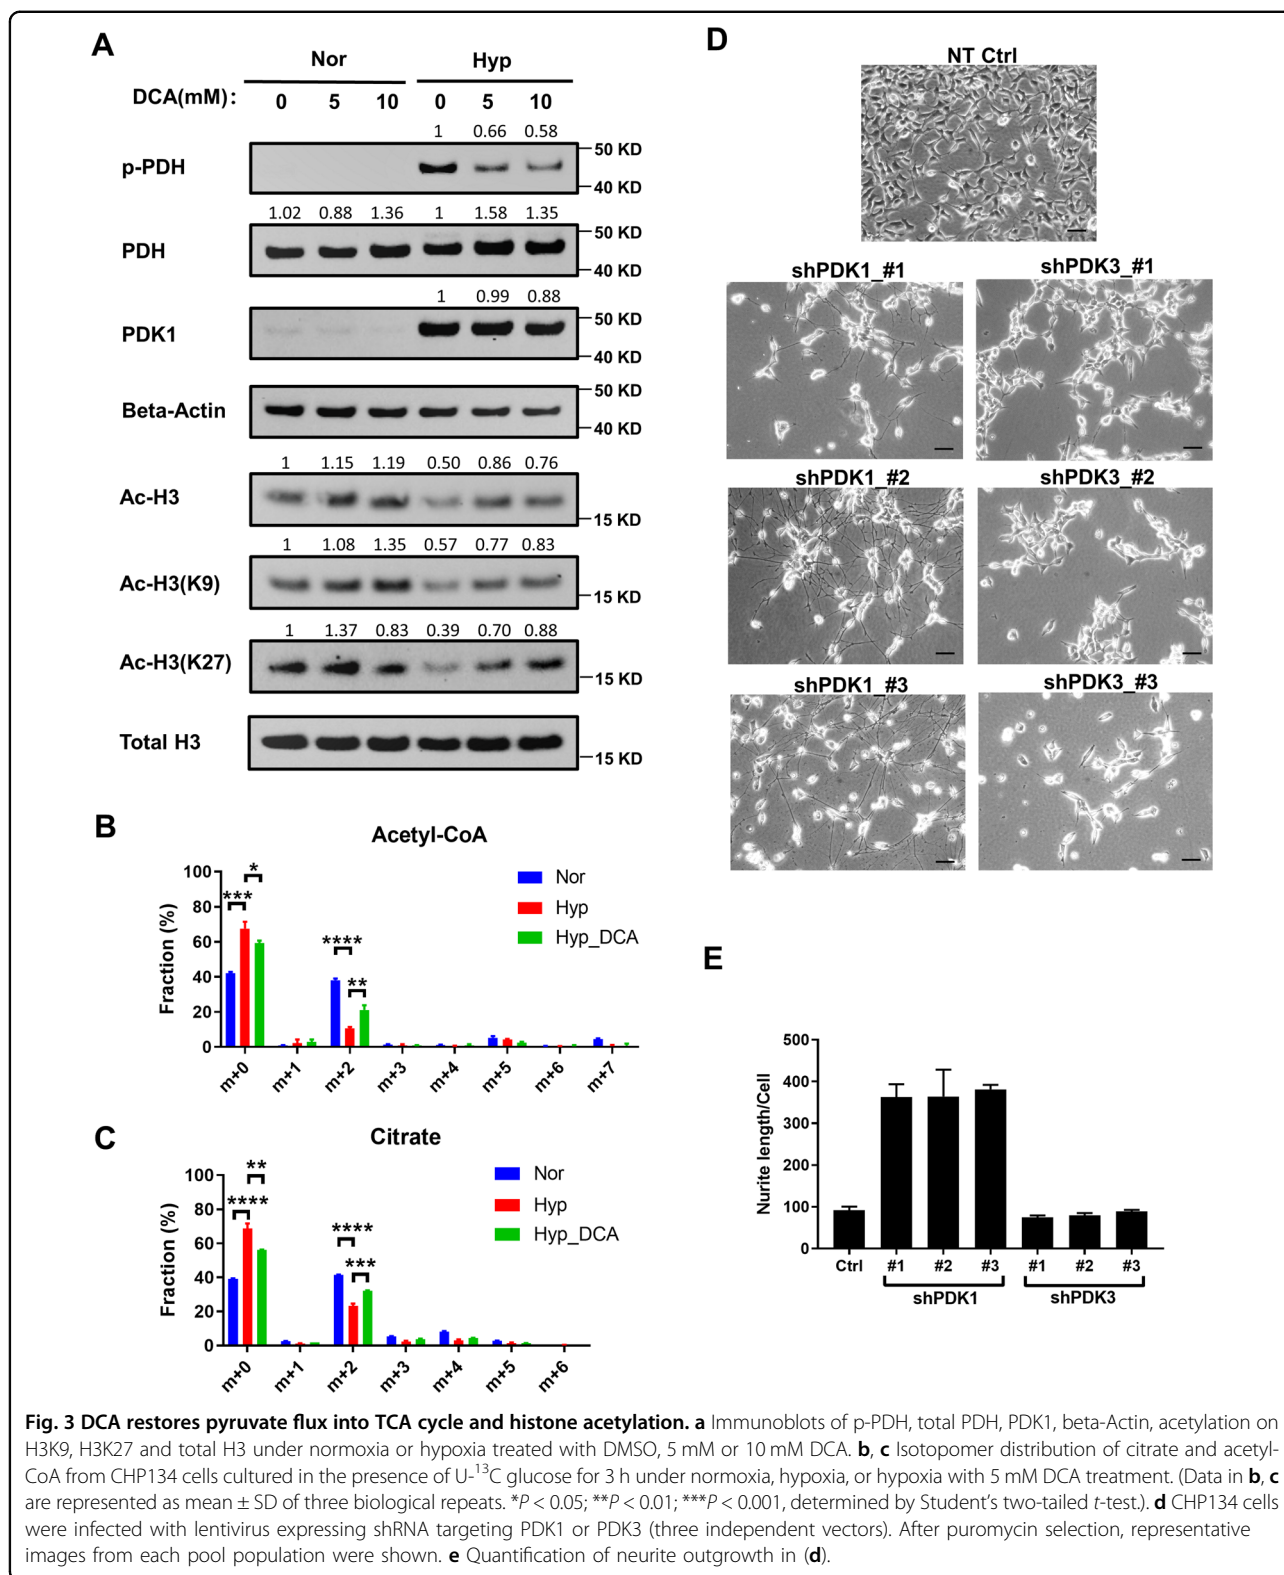 A
Nor Hyp
DCA(mM): 0 5 10 0 5 10
1 0.66 0.58
p-PDH
50 KD
40 KD
1.02 0.88 1.36 1 1.58 1.35
PDH
50 KD
40 KD
1 0.99 0.88
PDK1
50 KD
40 KD
Beta-Actin
50 KD
40 KD
1 1.15 1.19 0.50 0.86 0.76
Ac-H3
15 KD
1 1.08 1.35 0.57 0.77 0.83
Ac-H3(K9)
15 KD
1 1.37 0.83 0.39 0.70 0.88
Ac-H3(K27)
15 KD
Total H3
15 KD
B
Acetyl-CoA
Fraction (%)
100
80
60
40
20
0
***
*
****
**
Nor
Hyp
Hyp_DCA
m+0 m+1 m+2 m+3 m+4 m+5 m+6 m+7
C
Citrate
Fraction (%)
100
80
60
40
20
0
****
**
****
***
Nor
Hyp
Hyp_DCA
m+0 m+1 m+2 m+3 m+4 m+5 m+6
D
NT Ctrl
shPDK1_#1 shPDK3_#1
shPDK1_#2 shPDK3_#2
shPDK1_#3 shPDK3_#3
E
Nurite length/Cell
500
400
300
200
100
0
Ctrl #1 #2 #3 #1 #2 #3
shPDK1 shPDK3
Fig. 3 DCA restores pyruvate flux into TCA cycle and histone acetylation. a Immunoblots of p-PDH, total PDH, PDK1, beta-Actin, acetylation on
H3K9, H3K27 and total H3 under normoxia or hypoxia treated with DMSO, 5 mM or 10 mM DCA. b, c Isotopomer distribution of citrate and acetyl-
CoA from CHP134 cells cultured in the presence of U-¹³C glucose for 3 h under normoxia, hypoxia, or hypoxia with 5 mM DCA treatment. (Data in b, c
are represented as mean ± SD of three biological repeats. *P < 0.05; **P < 0.01; ***P < 0.001, determined by Student's two-tailed t-test.). d CHP134 cells
were infected with lentivirus expressing shRNA targeting PDK1 or PDK3 (three independent vectors). After puromycin selection, representative
images from each pool population were shown. e Quantification of neurite outgrowth in (d).